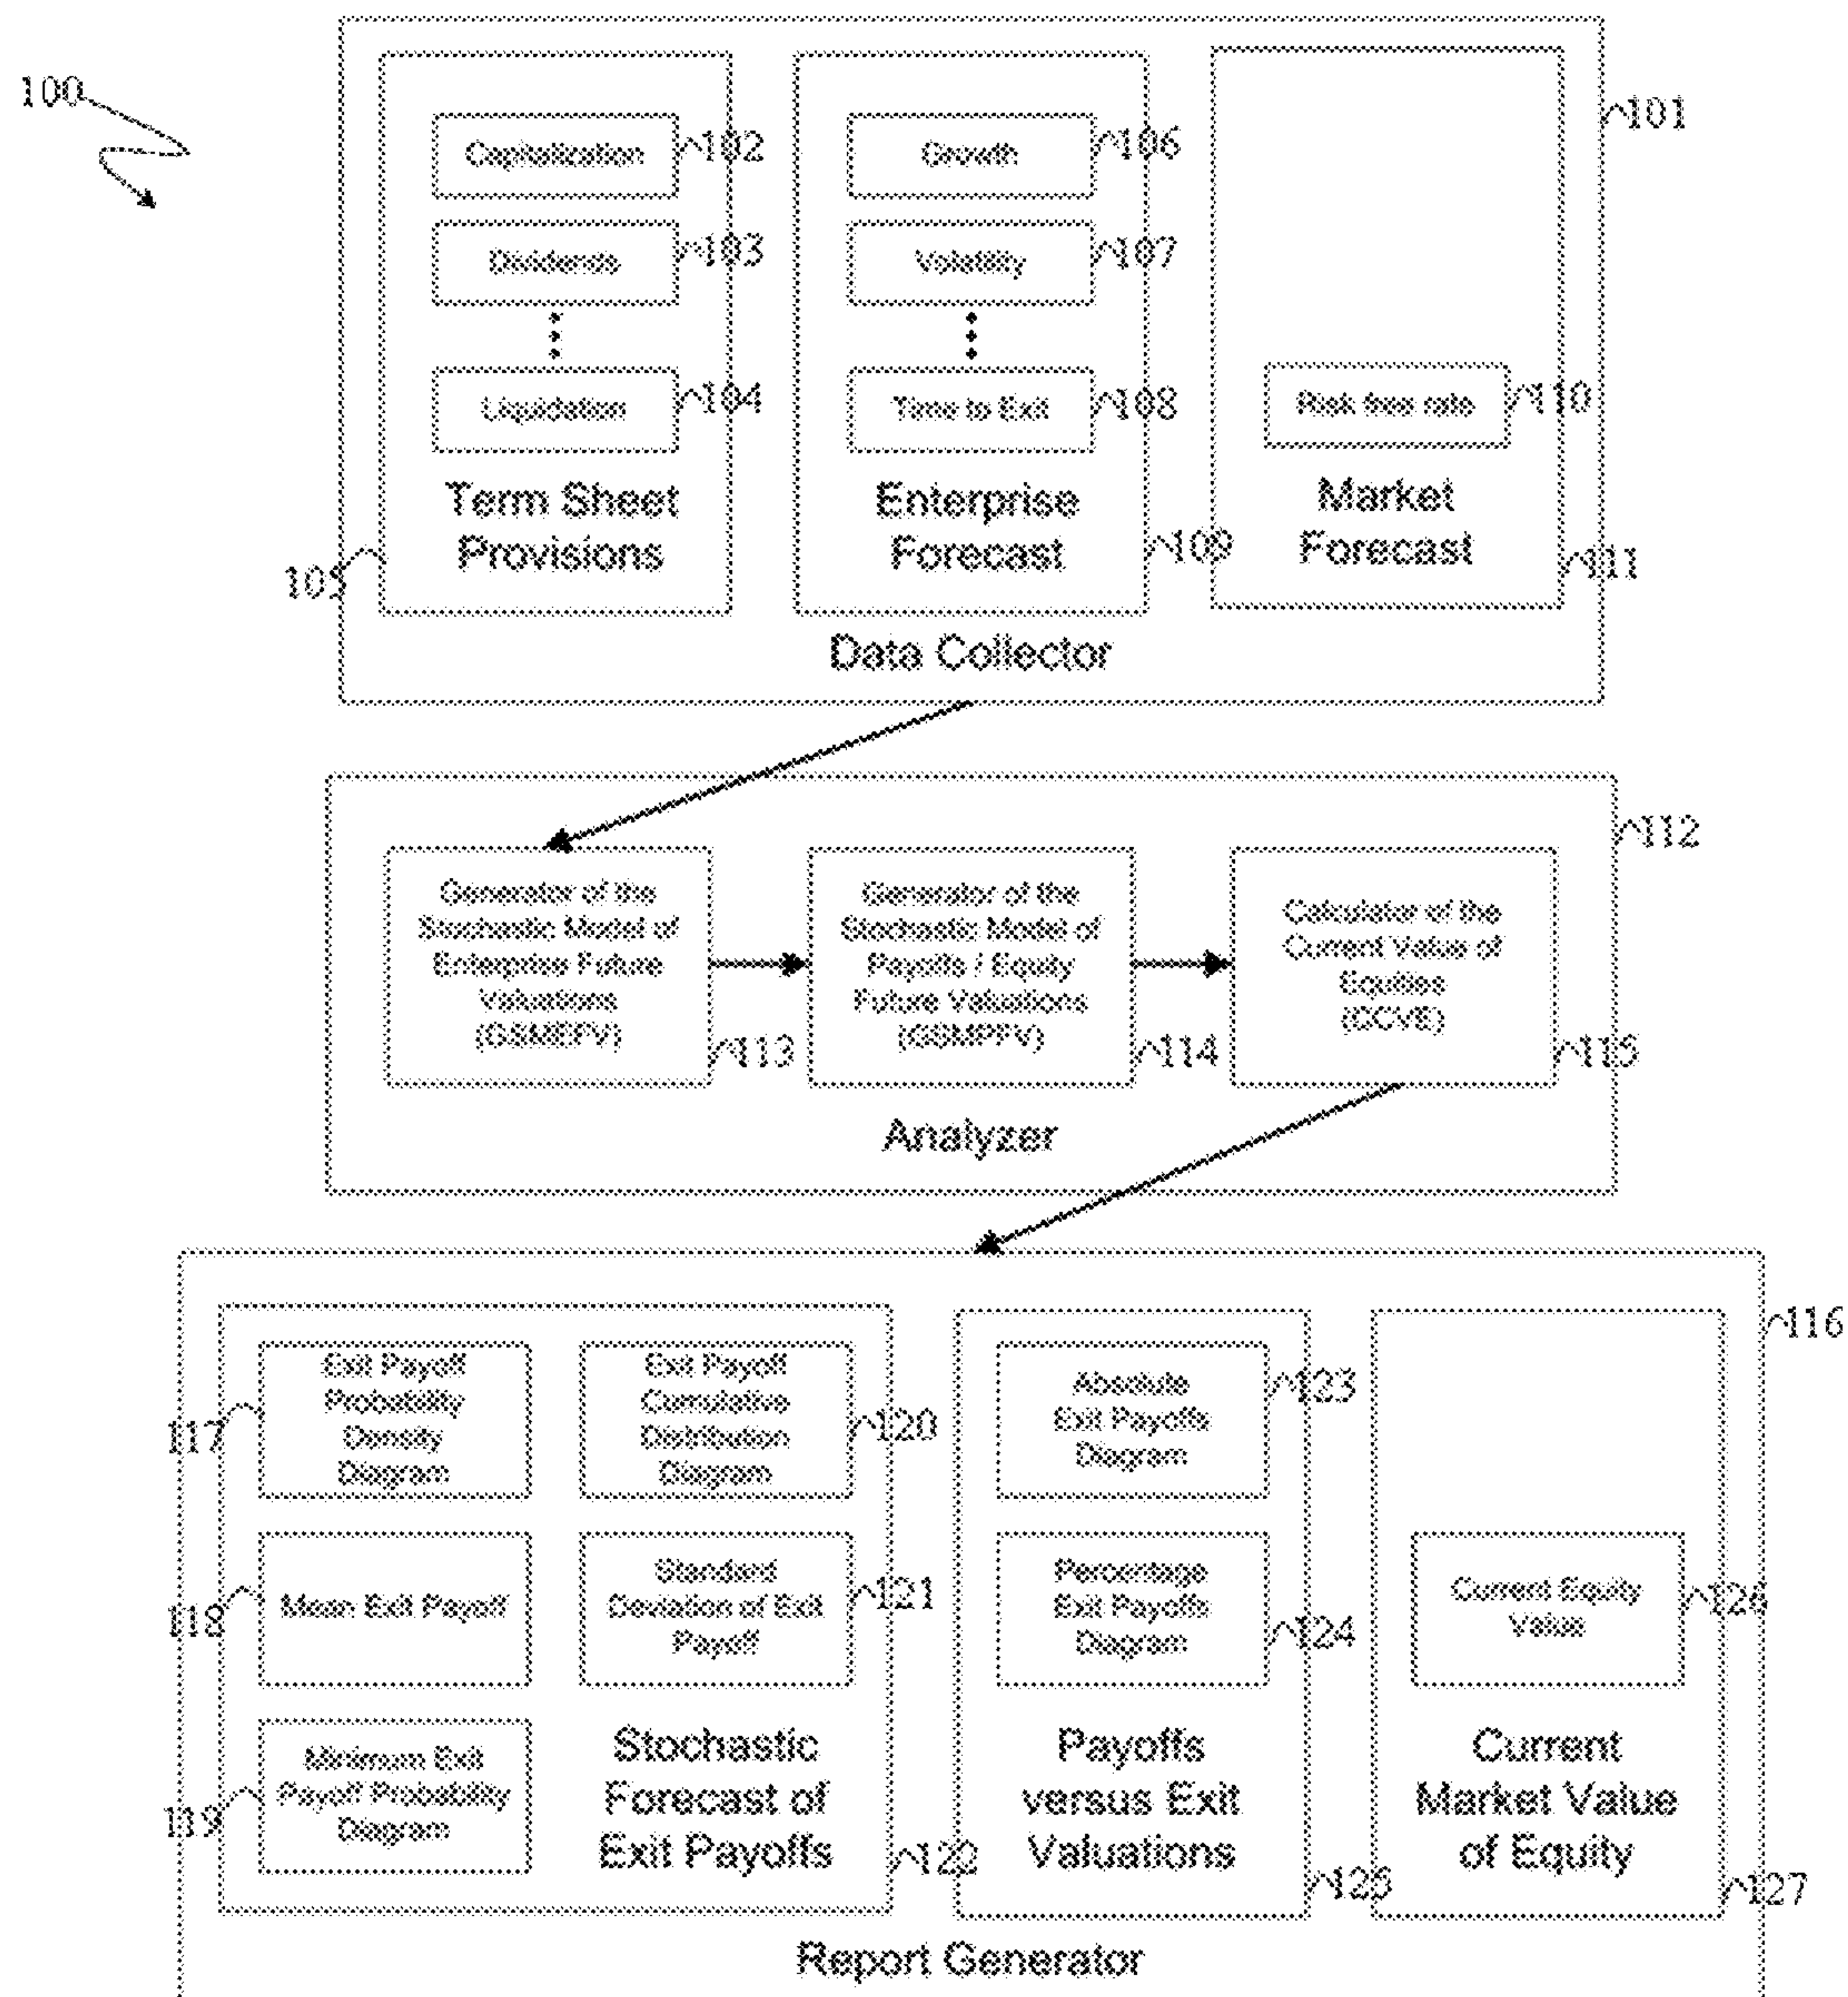 100
101
Capitalization
102
Dividends
103
Liquidation
104
Term Sheet
Provisions
105
Growth
106
Volatility
107
Time to Exit
108
Enterprise
Forecast
109
Risk free rate
110
Market
Forecast
111
Data Collector
112
Generator of the
Stochastic Model of
Enterprise Future
Valuations
(GSMEFV)
113
Generator of the
Stochastic Model of
Payoffs / Equity
Future Valuations
(GSMPFV)
114
Calculator of the
Current Value of
Equities
(CCVE)
115
Analyzer
116
Exit Payoff
Probability
Density
Diagram
117
Mean Exit Payoff
118
Minimum Exit
Payoff Probability
Diagram
119
Exit Payoff
Cumulative
Distribution
Diagram
120
Standard
Deviation of Exit
Payoff
121
Stochastic
Forecast of
Exit Payoffs
122
Absolute
Exit Payoffs
Diagram
123
Percentage
Exit Payoffs
Diagram
124
Payoffs
versus Exit
Valuations
125
Current Equity
Value
126
Current
Market Value
of Equity
127
Report Generator